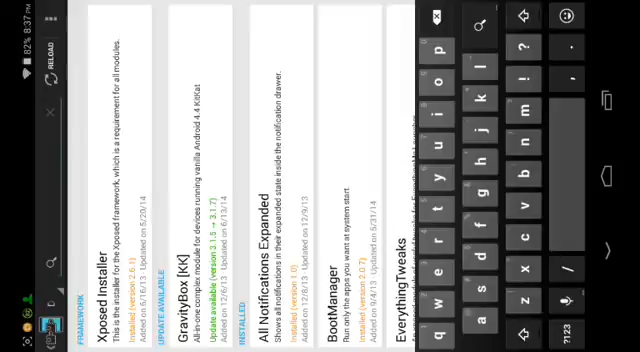 82% 8:37 PM
RELOAD
FRAMEWORK
Xposed Installer
This is the installer for the Xposed framework, which is a requirement for all modules.
Installed (version 2.6.1)
Added on 6/16/13 · Updated on 5/20/14
UPDATE AVAILABLE
GravityBox [KK]
All-in-one complex module for devices running vanilla Android 4.4 KitKat
Update available (version 3.1.5 → 3.1.7)
Added on 12/6/13 · Updated on 6/13/14
INSTALLED
All Notifications Expanded
Shows all notifications in their expanded state inside the notification drawer.
Installed (version 1.0)
Added on 12/6/13 · Updated on 12/9/13
BootManager
Run only the apps you want at system start.
Installed (version 2.0.7)
Added on 9/4/13 · Updated on 5/31/14
EverythingTweaks
q w e r t y u i o p
a s d f g h j k l
z x c v b n m ! ?
?123 / , .